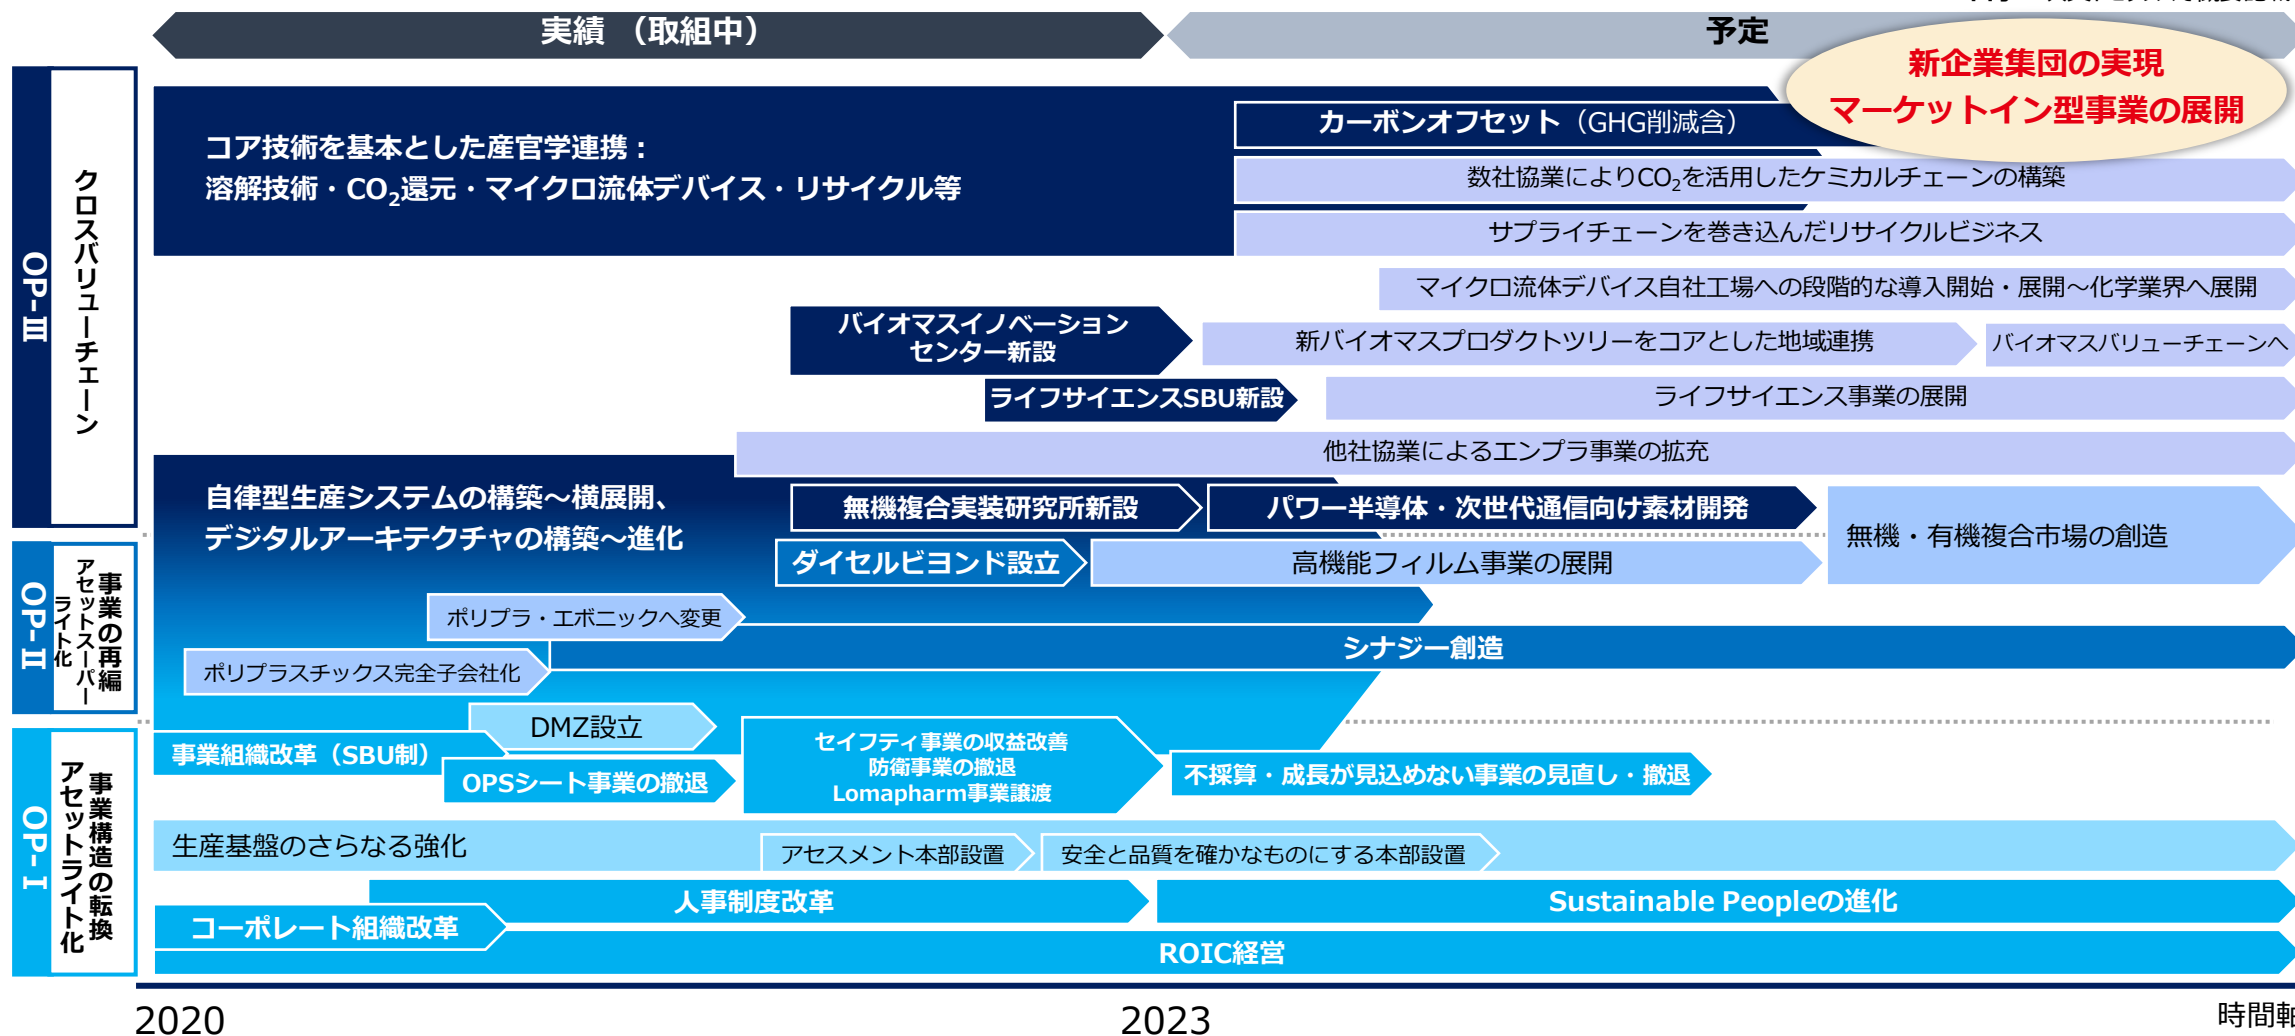 実績 （取組中）
予定
新企業集団の実現
マーケットイン型事業の展開
OP-Ⅲ
クロスバリューチェーン
コア技術を基本とした産官学連携：
溶解技術・CO₂還元・マイクロ流体デバイス・リサイクル等
カーボンオフセット（GHG削減含）
数社協業によりCO₂を活用したケミカルチェーンの構築
サプライチェーンを巻き込んだリサイクルビジネス
マイクロ流体デバイス自社工場への段階的な導入開始・展開～化学業界へ展開
バイオマスイノベーション
センター新設
新バイオマスプロダクトツリーをコアとした地域連携
バイオマスバリューチェーンへ
ライフサイエンスSBU新設
ライフサイエンス事業の展開
他社協業によるエンプラ事業の拡充
自律型生産システムの構築～横展開、
デジタルアーキテクチャの構築～進化
無機複合実装研究所新設
パワー半導体・次世代通信向け素材開発
無機・有機複合市場の創造
OP-Ⅱ
事業の再編
アセットスーパー
ライト化
ダイセルビヨンド設立
高機能フィルム事業の展開
ポリプラ・エボニックへ変更
シナジー創造
ポリプラスチックス完全子会社化
OP-Ⅰ
事業構造の転換
アセットライト化
DMZ設立
事業組織改革（SBU制）
OPSシート事業の撤退
セイフティ事業の収益改善
防衛事業の撤退
Lomapharm事業譲渡
不採算・成長が見込めない事業の見直し・撤退
生産基盤のさらなる強化
アセスメント本部設置
安全と品質を確かなものにする本部設置
人事制度改革
Sustainable Peopleの進化
コーポレート組織改革
ROIC経営
2020
2023
時間軸